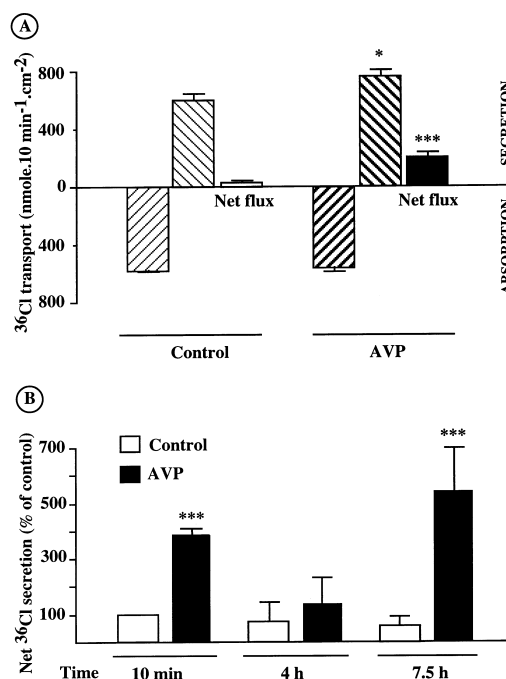 A
³⁶Cl transport (nmole.10 min⁻¹.cm⁻²)
800
400
0
400
800
*
***
Net flux
Net flux
SECRETION
ABSORPTION
Control
AVP
B
Net ³⁶Cl secretion (% of control)
700
500
300
100
Control
AVP
***
***
Time
10 min
4 h
7.5 h